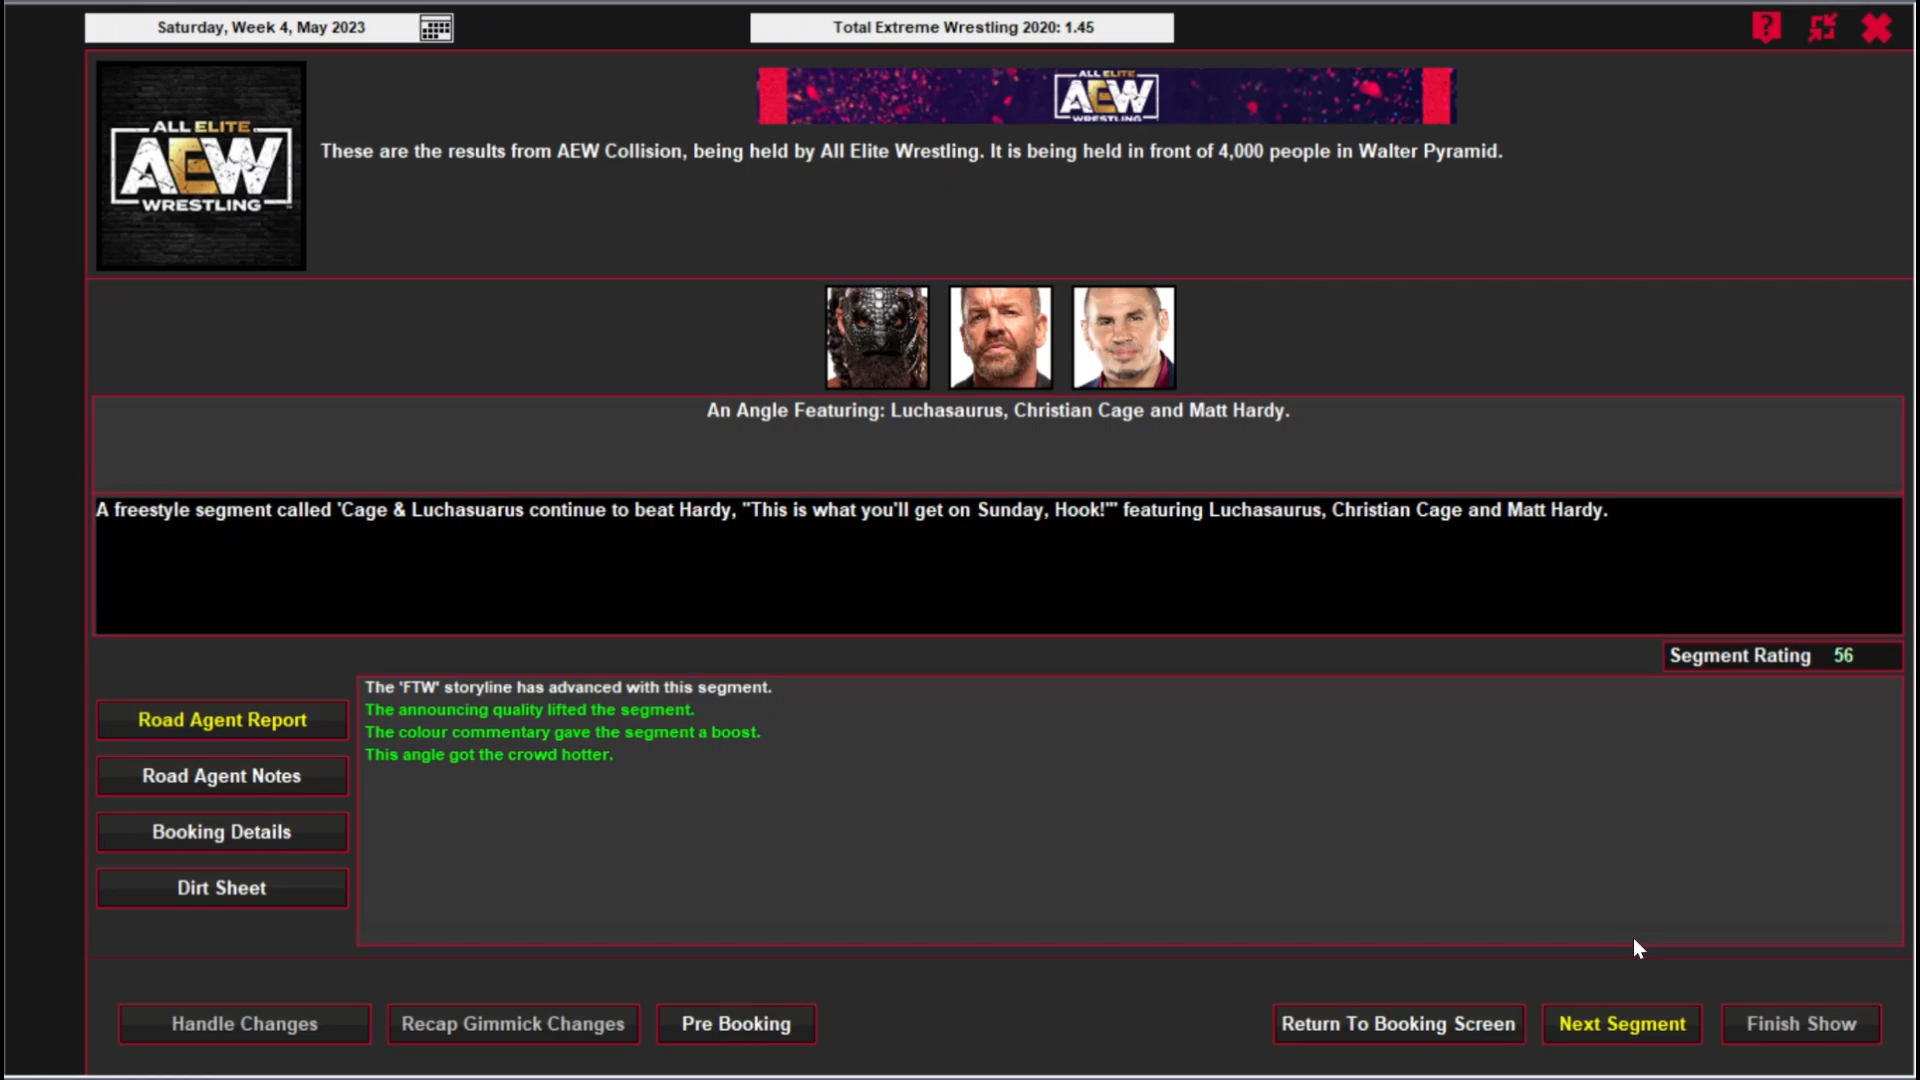 Saturday, Week 4, May 2023
Total Extreme Wrestling 2020: 1.45
?
ALL ELITE
AEW
WRESTLING
ALL ELITE
AEW
WRESTLING
These are the results from AEW Collision, being held by All Elite Wrestling. It is being held in front of 4,000 people in Walter Pyramid.
An Angle Featuring: Luchasaurus, Christian Cage and Matt Hardy.
A freestyle segment called 'Cage & Luchasuarus continue to beat Hardy, "This is what you'll get on Sunday, Hook!"' featuring Luchasaurus, Christian Cage and Matt Hardy.
Segment Rating 56
The 'FTW' storyline has advanced with this segment.
The announcing quality lifted the segment.
The colour commentary gave the segment a boost.
This angle got the crowd hotter.
Road Agent Report
Road Agent Notes
Booking Details
Dirt Sheet
Handle Changes
Recap Gimmick Changes
Pre Booking
Return To Booking Screen
Next Segment
Finish Show